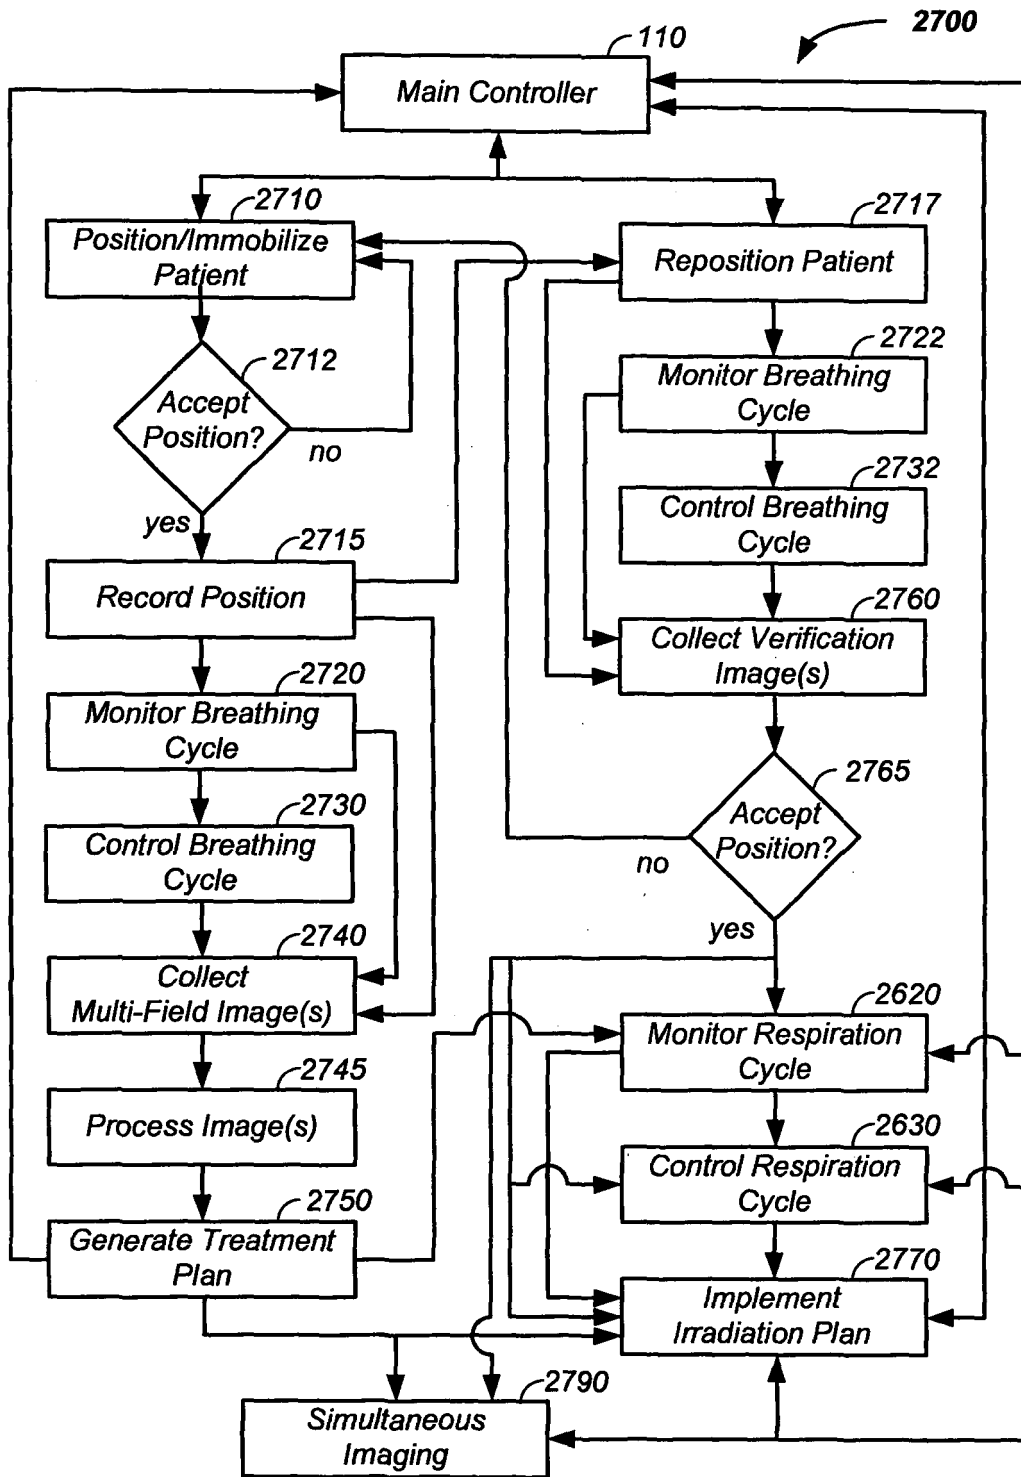 2700
110
Main Controller
2710
Position/Immobilize
Patient
2712
Accept
Position?
no
yes
2715
Record Position
2720
Monitor Breathing
Cycle
2730
Control Breathing
Cycle
2740
Collect
Multi-Field Image(s)
2745
Process Image(s)
2750
Generate Treatment
Plan
2717
Reposition Patient
2722
Monitor Breathing
Cycle
2732
Control Breathing
Cycle
2760
Collect Verification
Image(s)
2765
Accept
Position?
no
yes
2620
Monitor Respiration
Cycle
2630
Control Respiration
Cycle
2770
Implement
Irradiation Plan
2790
Simultaneous
Imaging